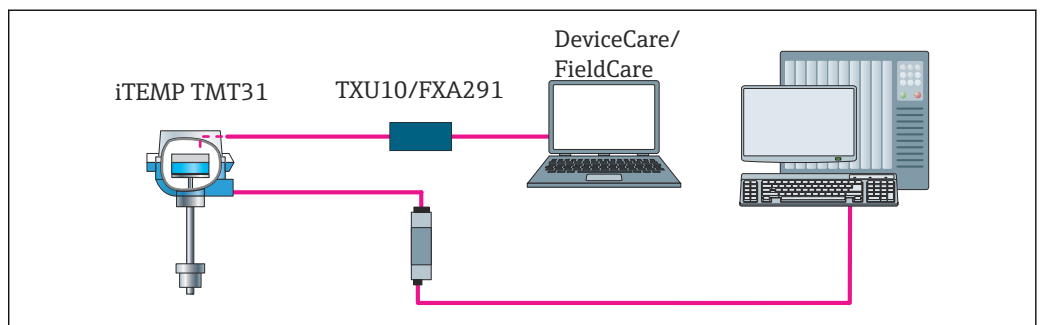 iTEMP TMT31
TXU10/FXA291
DeviceCare/
FieldCare